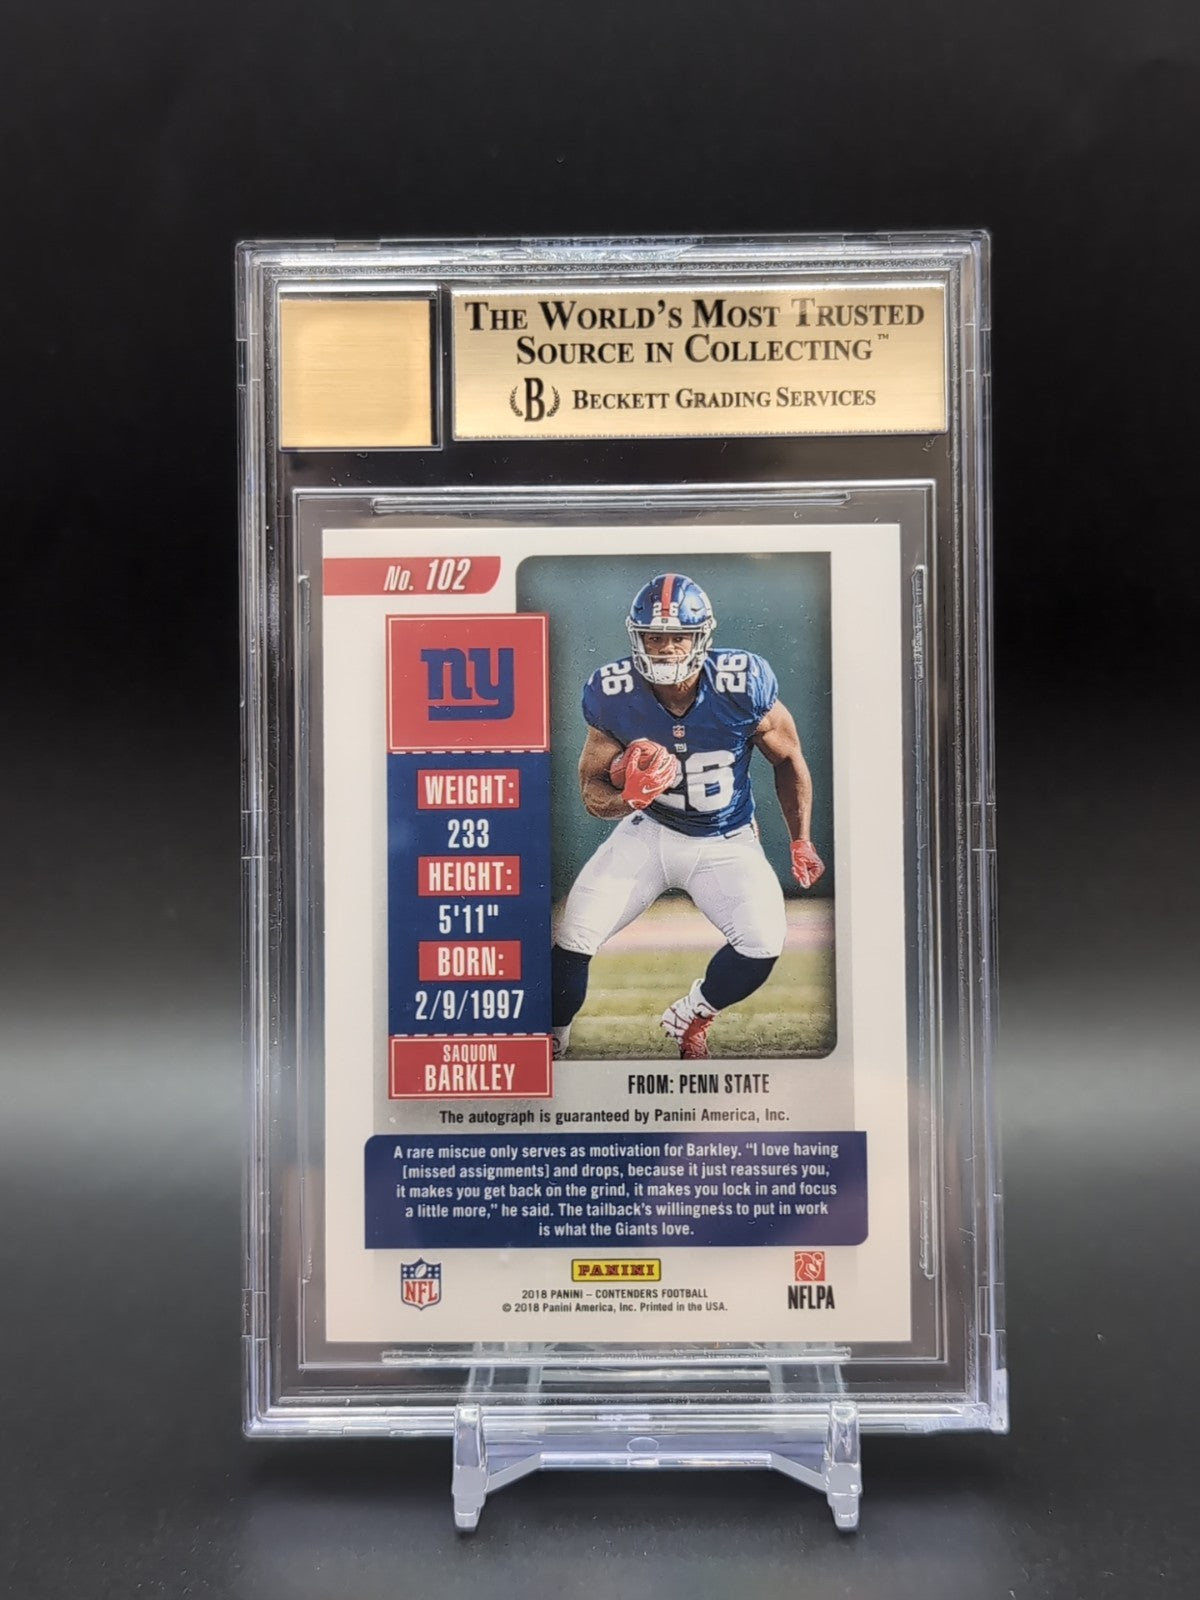 THE WORLD'S MOST TRUSTED
SOURCE IN COLLECTING™
B BECKETT GRADING SERVICES
No. 102
ny
WEIGHT:
233
HEIGHT:
5'11"
BORN:
2/9/1997
SAQUON
BARKLEY
26
26
26
26
FROM: PENN STATE
The autograph is guaranteed by Panini America, Inc.
A rare miscue only serves as motivation for Barkley. "I love having
[missed assignments] and drops, because it just reassures you,
it makes you get back on the grind, it makes you lock in and focus
a little more," he said. The tailback's willingness to put in work
is what the Giants love.
NFL
PANINI
2018 PANINI – CONTENDERS FOOTBALL
© 2018 Panini America, Inc. Printed in the USA.
NFLPA